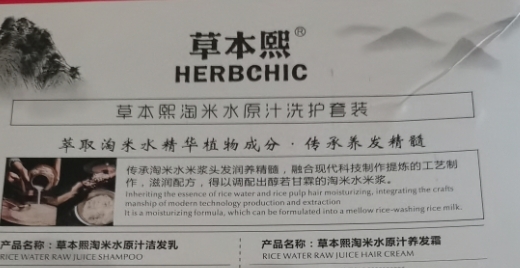 草本熙®
HERBCHIC
草本熙淘米水原汁洗护套装
萃取淘米水精华植物成分·传承养发精髓
传承淘米水米浆头发润养精髓，融合现代科技制作提炼的工艺制
作，滋润配方，得以调配出醇若甘霖的淘米水米浆。
Inheriting the essence of rice water and rice pulp hair moisturizing, integrating the crafts
manship of modern technology production and extraction
It is a moisturizing formula, which can be formulated into a mellow rice-washing rice milk.
产品名称：草本熙淘米水原汁洁发乳
RICE WATER RAW JUICE SHAMPOO
产品名称：草本熙淘米水原汁养发霜
RICE WATER RAW JUICE HAIR CREAM